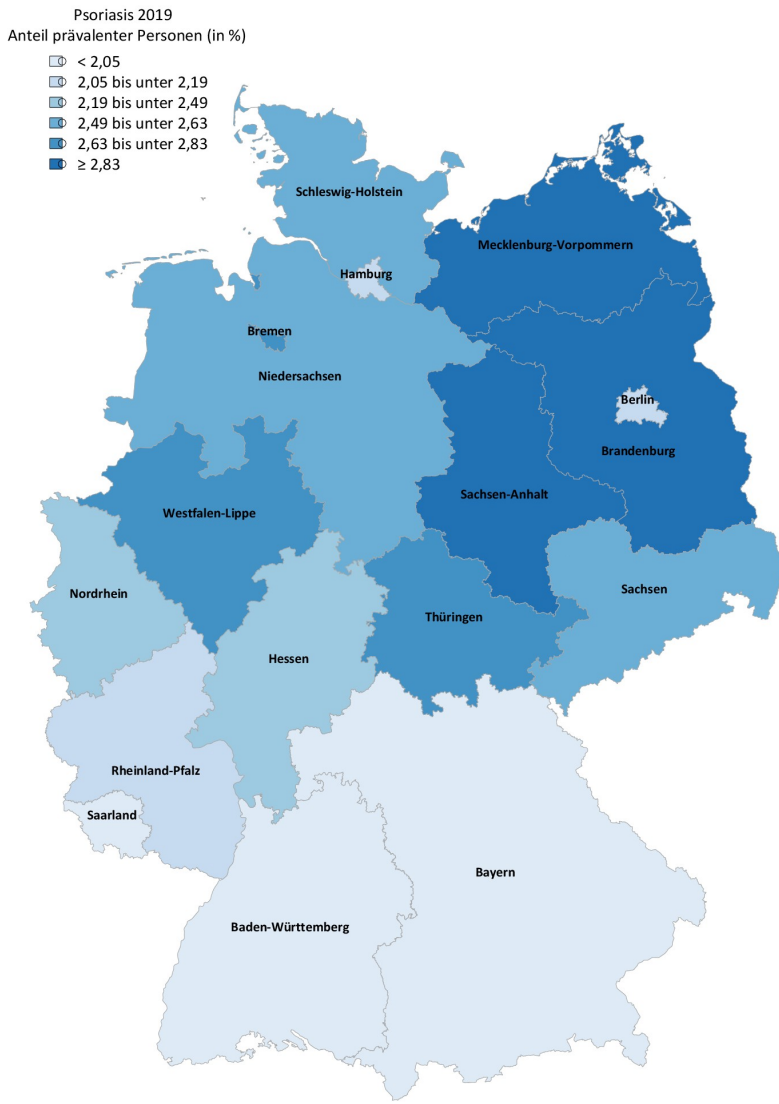 Psoriasis 2019
Anteil prävalenter Personen (in %)
< 2,05
2,05 bis unter 2,19
2,19 bis unter 2,49
2,49 bis unter 2,63
2,63 bis unter 2,83
≥ 2,83
Schleswig-Holstein
Mecklenburg-Vorpommern
Hamburg
Bremen
Niedersachsen
Berlin
Brandenburg
Sachsen-Anhalt
Westfalen-Lippe
Nordrhein
Sachsen
Thüringen
Hessen
Rheinland-Pfalz
Saarland
Bayern
Baden-Württemberg